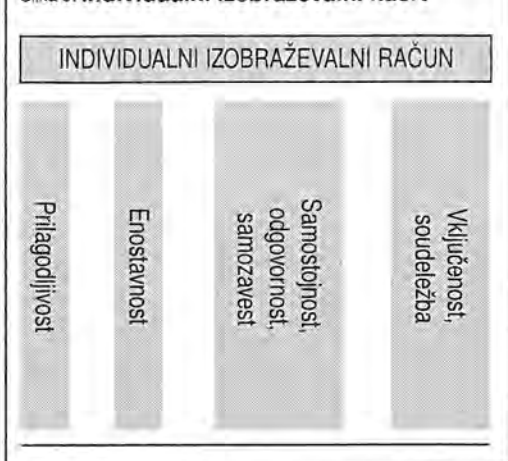 INDIVIDUALNI IZOBRAŽEVALNI RAČUN
Prilagodljivost
Enostavnost
Samostojnost,
odgovornost,
samozavest
Vključenost,
soudeležba